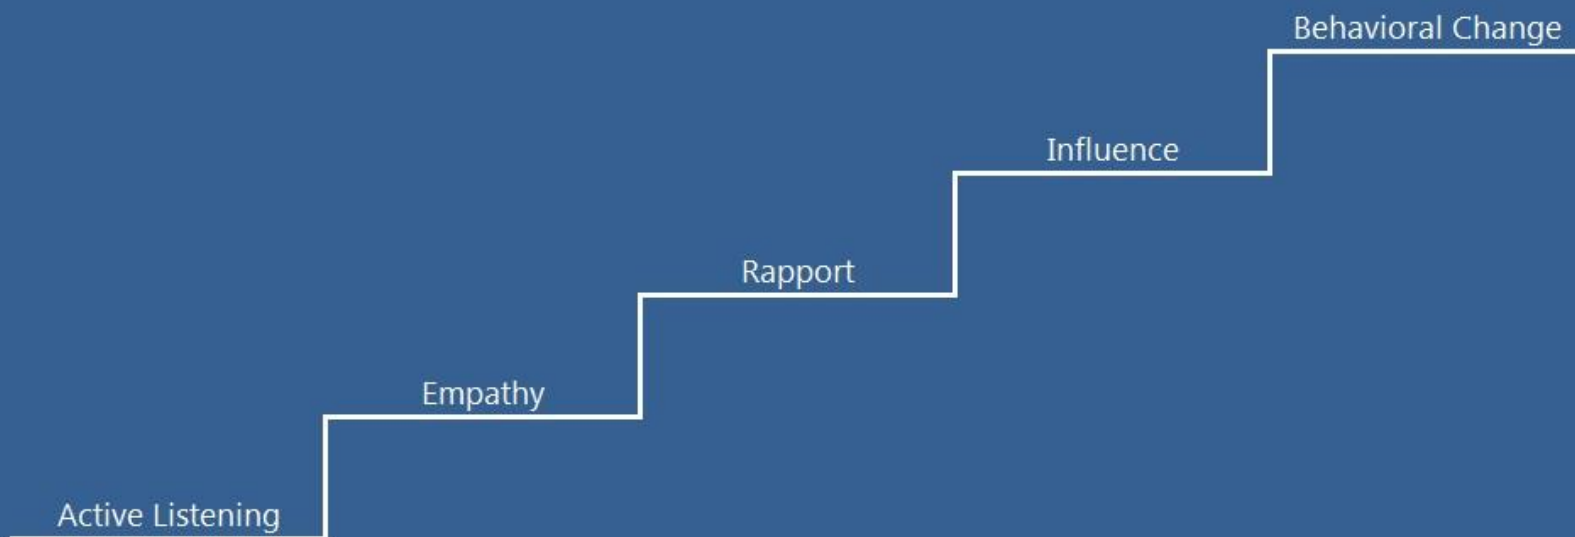 Behavioral Change
Influence
Rapport
Empathy
Active Listening